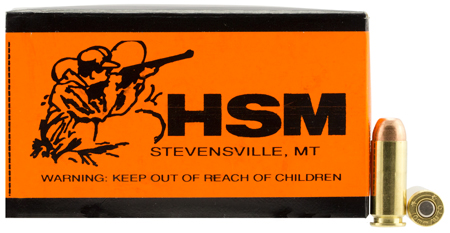 HSM
STEVENSVILLE, MT
WARNING: KEEP OUT OF REACH OF CHILDREN